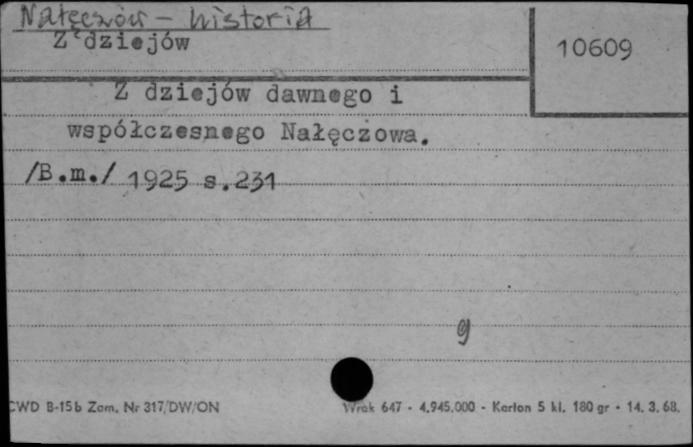 Nałęczów - historia
Z dziejów
10609
Z dziejów dawnego i
współczesnego Nałęczowa.
/B.m./ 1925 s.231
g
CWD B-15b Zam. Nr 317/DW/ON
Wrak 647 - 4.945.000 - Karton 5 kl. 180 gr - 14. 3. 68.